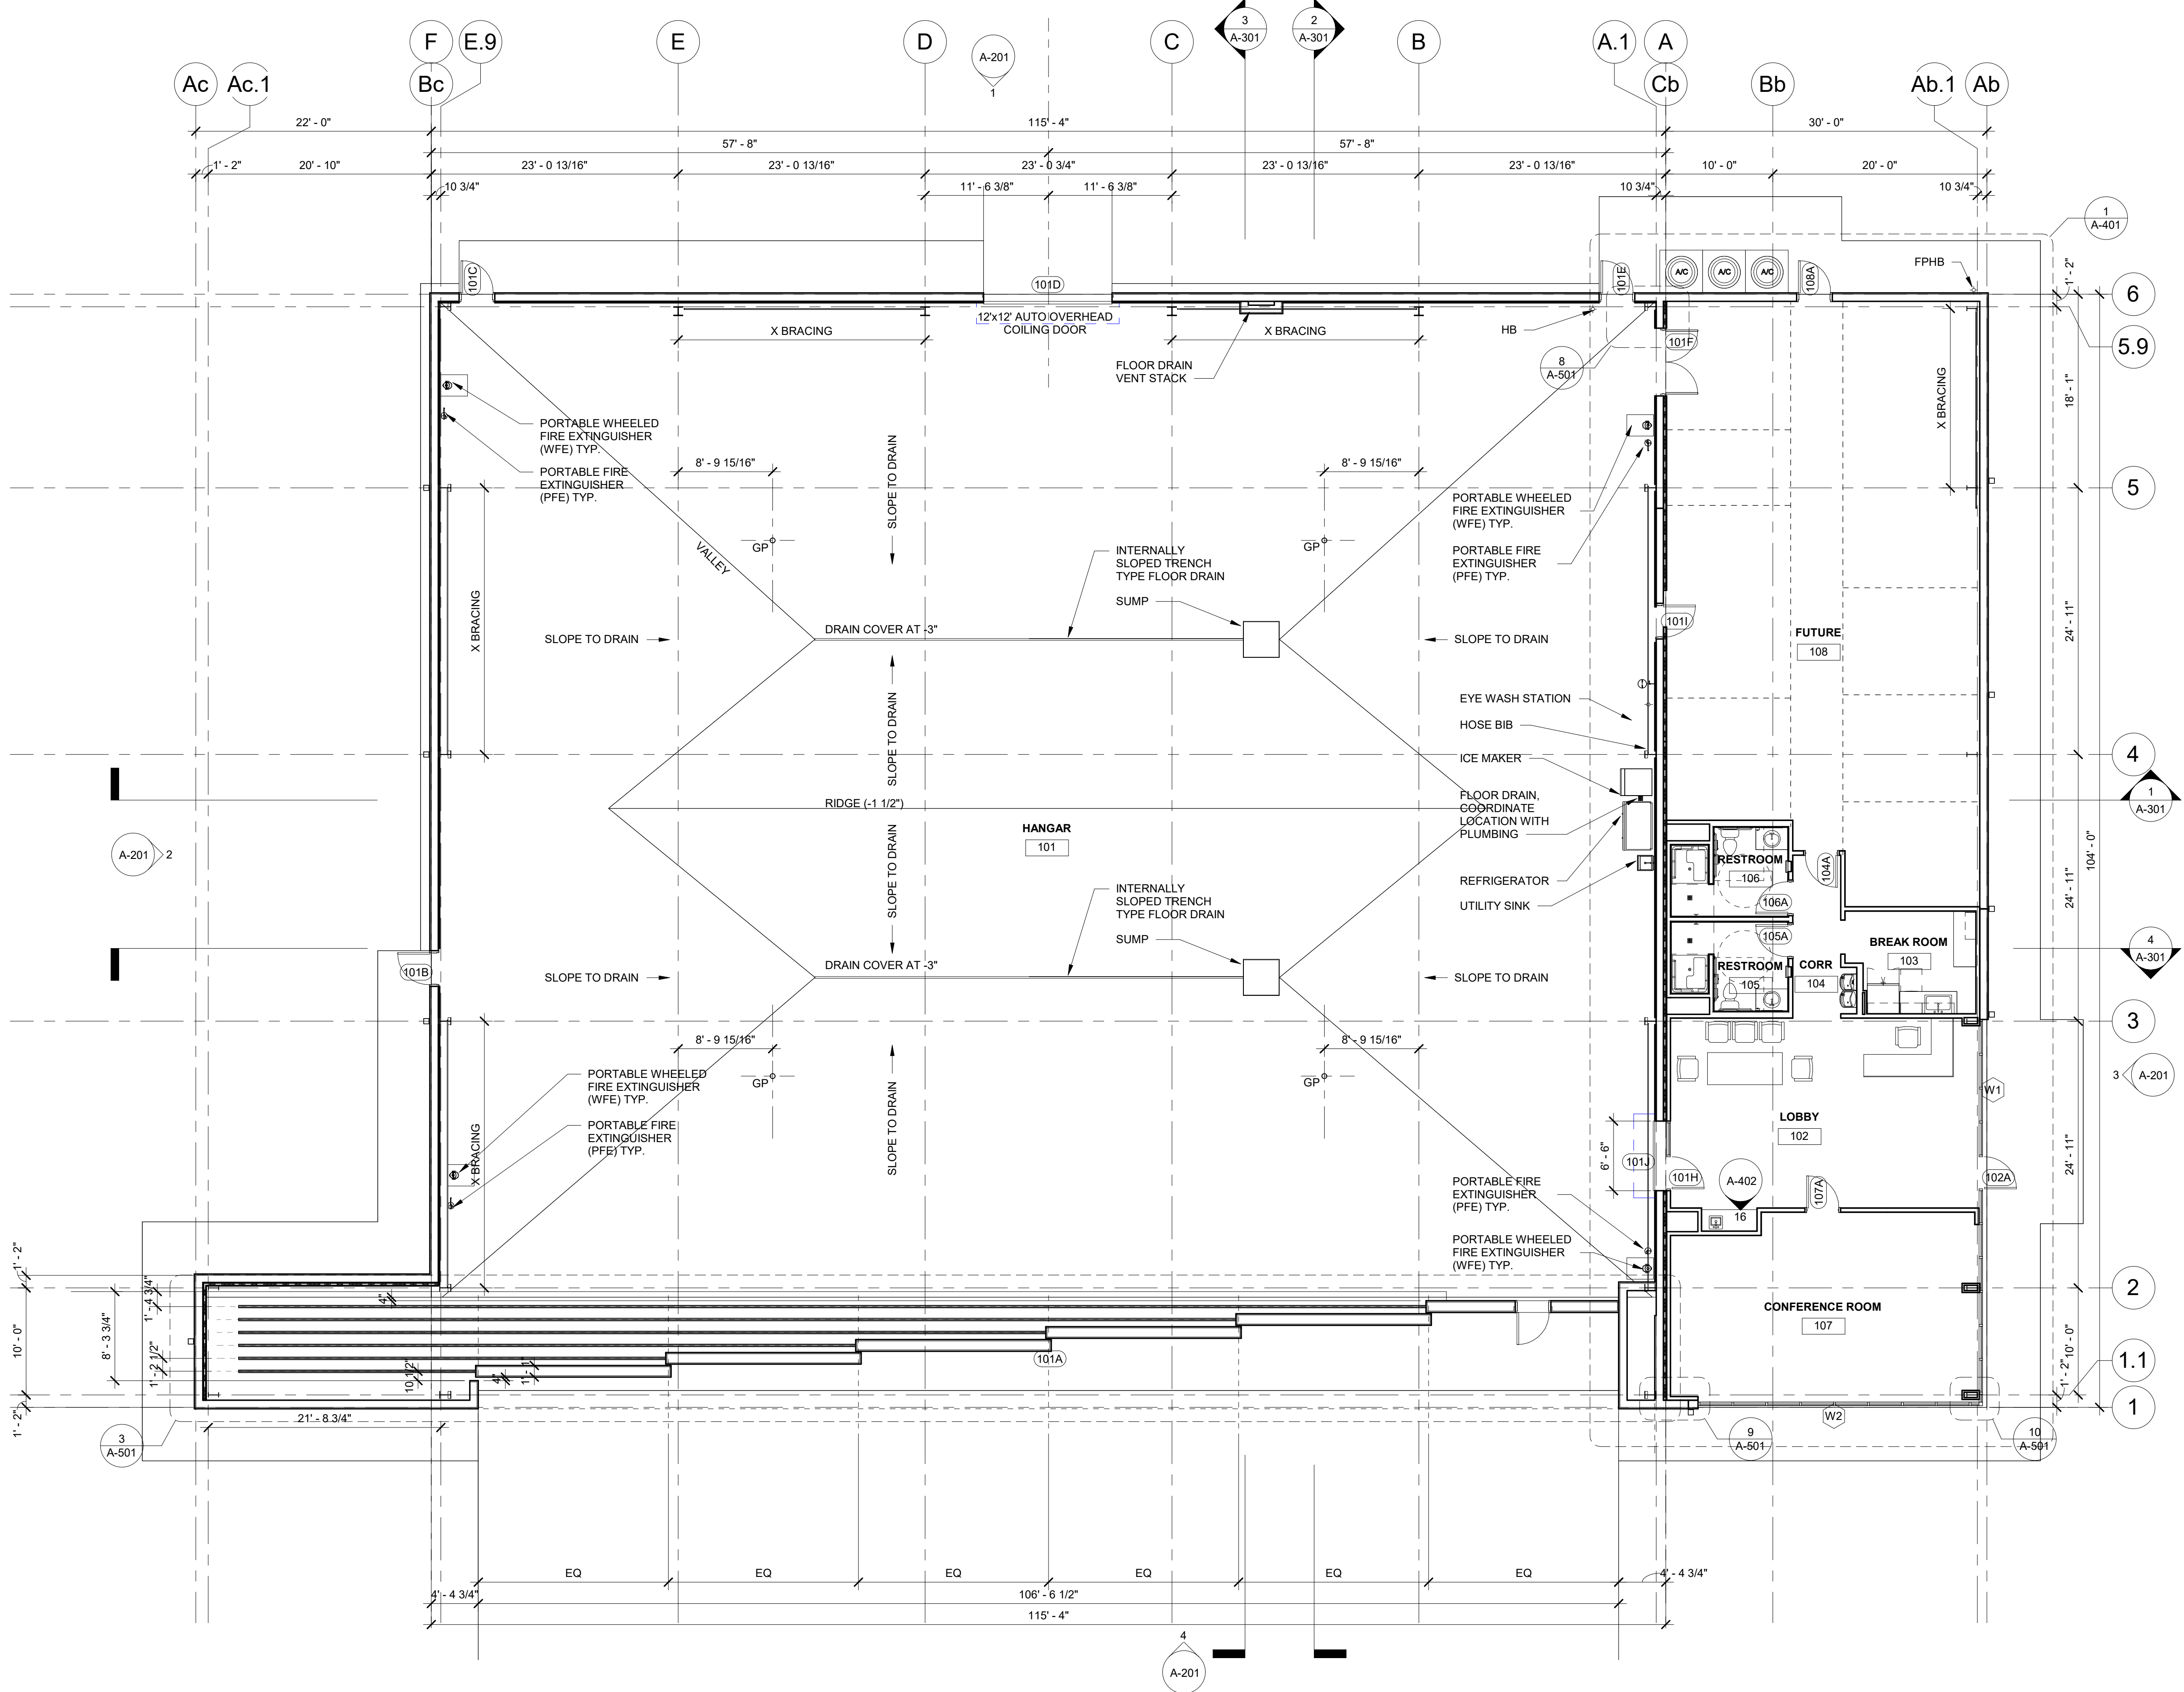 3
A-301
2
A-301
F
E.9
E
D
A-201
1
C
B
A.1
A
Ac
Ac.1
Bc
Cb
Bb
Ab.1
Ab
22' - 0"
115' - 4"
30' - 0"
57' - 8"
57' - 8"
1' - 2"
20' - 10"
23' - 0 13/16"
23' - 0 13/16"
23' - 0 3/4"
23' - 0 13/16"
23' - 0 13/16"
10' - 0"
20' - 0"
10 3/4"
11' - 6 3/8"
11' - 6 3/8"
10 3/4"
10 3/4"
1
A-401
101C
101D
101E
A/C
A/C
A/C
108A
FPHB
1' - 2"
6
12'x12' AUTO OVERHEAD
COILING DOOR
X BRACING
X BRACING
HB
101F
5.9
FLOOR DRAIN
VENT STACK
8
A-501
X BRACING
18' - 1"
PORTABLE WHEELED
FIRE EXTINGUISHER
(WFE) TYP.
PORTABLE FIRE
EXTINGUISHER
(PFE) TYP.
SLOPE TO DRAIN
8' - 9 15/16"
8' - 9 15/16"
PORTABLE WHEELED
FIRE EXTINGUISHER
(WFE) TYP.
5
VALLEY
GP
GP
INTERNALLY
SLOPED TRENCH
TYPE FLOOR DRAIN
PORTABLE FIRE
EXTINGUISHER
(PFE) TYP.
SUMP
X BRACING
101I
24' - 11"
FUTURE
108
SLOPE TO DRAIN
DRAIN COVER AT -3"
SLOPE TO DRAIN
SLOPE TO DRAIN
EYE WASH STATION
HOSE BIB
ICE MAKER
4
FLOOR DRAIN,
COORDINATE
LOCATION WITH
PLUMBING
1
A-301
RIDGE (-1 1/2")
HANGAR
101
A-201
2
SLOPE TO DRAIN
RESTROOM
106
104A
106A
104' - 0"
24' - 11"
REFRIGERATOR
UTILITY SINK
INTERNALLY
SLOPED TRENCH
TYPE FLOOR DRAIN
SUMP
105A
BREAK ROOM
103
4
A-301
101B
SLOPE TO DRAIN
DRAIN COVER AT -3"
SLOPE TO DRAIN
RESTROOM
105
CORR
104
3
8' - 9 15/16"
8' - 9 15/16"
PORTABLE WHEELED
FIRE EXTINGUISHER
(WFE) TYP.
GP
GP
SLOPE TO DRAIN
W1
3
A-201
LOBBY
102
PORTABLE FIRE
EXTINGUISHER
(PFE) TYP.
X BRACING
6' - 6"
101J
101H
A-402
16
107A
102A
24' - 11"
PORTABLE FIRE
EXTINGUISHER
(PFE) TYP.
PORTABLE WHEELED
FIRE EXTINGUISHER
(WFE) TYP.
1' - 2"
1' - 4 3/4"
4"
2
CONFERENCE ROOM
107
10' - 0"
8' - 3 3/4"
1' - 2 1/2"
10 1/2"
4"
1' - 1"
101A
10' - 0"
1.1
1' - 2"
1' - 2"
1
21' - 8 3/4"
W2
3
A-501
9
A-501
10
A-501
EQ
EQ
EQ
EQ
EQ
EQ
4' - 4 3/4"
106' - 6 1/2"
4' - 4 3/4"
115' - 4"
4
A-201